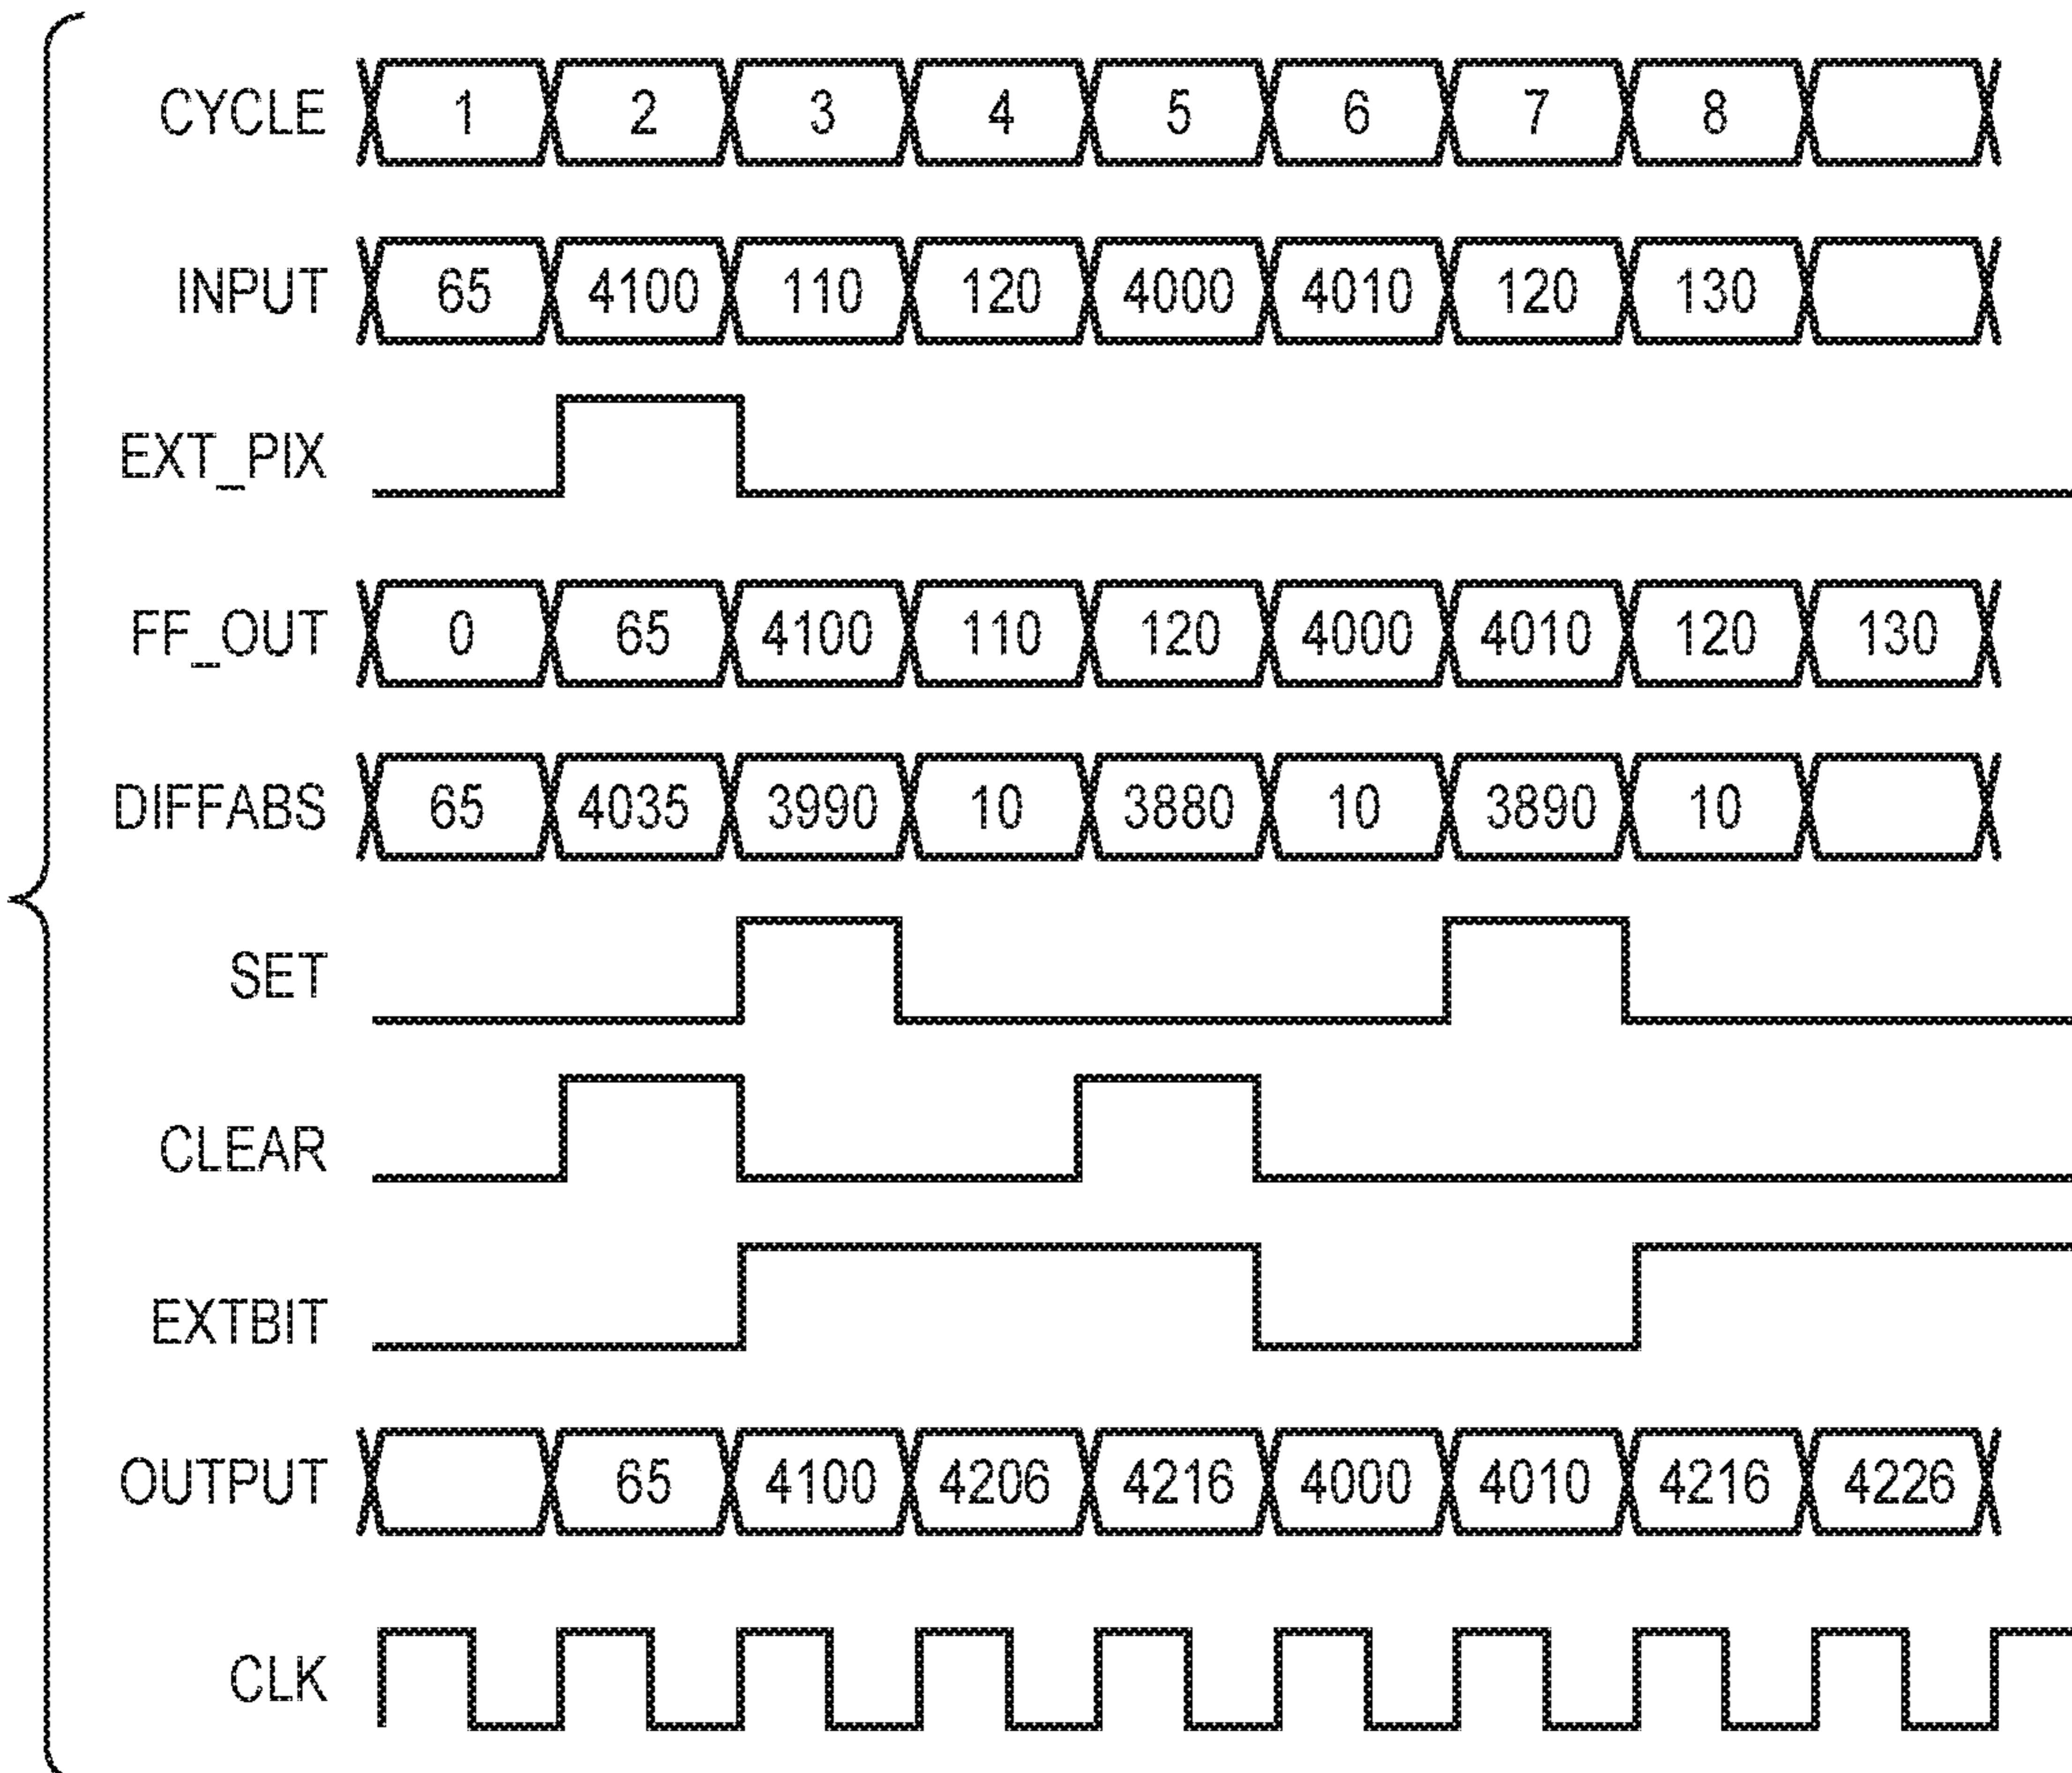 CYCLE 1 2 3 4 5 6 7 8
INPUT 65 4100 110 120 4000 4010 120 130
EXT_PIX
FF_OUT 0 65 4100 110 120 4000 4010 120 130
DIFFABS 65 4035 3990 10 3880 10 3890 10
SET
CLEAR
EXTBIT
OUTPUT 65 4100 4206 4216 4000 4010 4216 4226
CLK